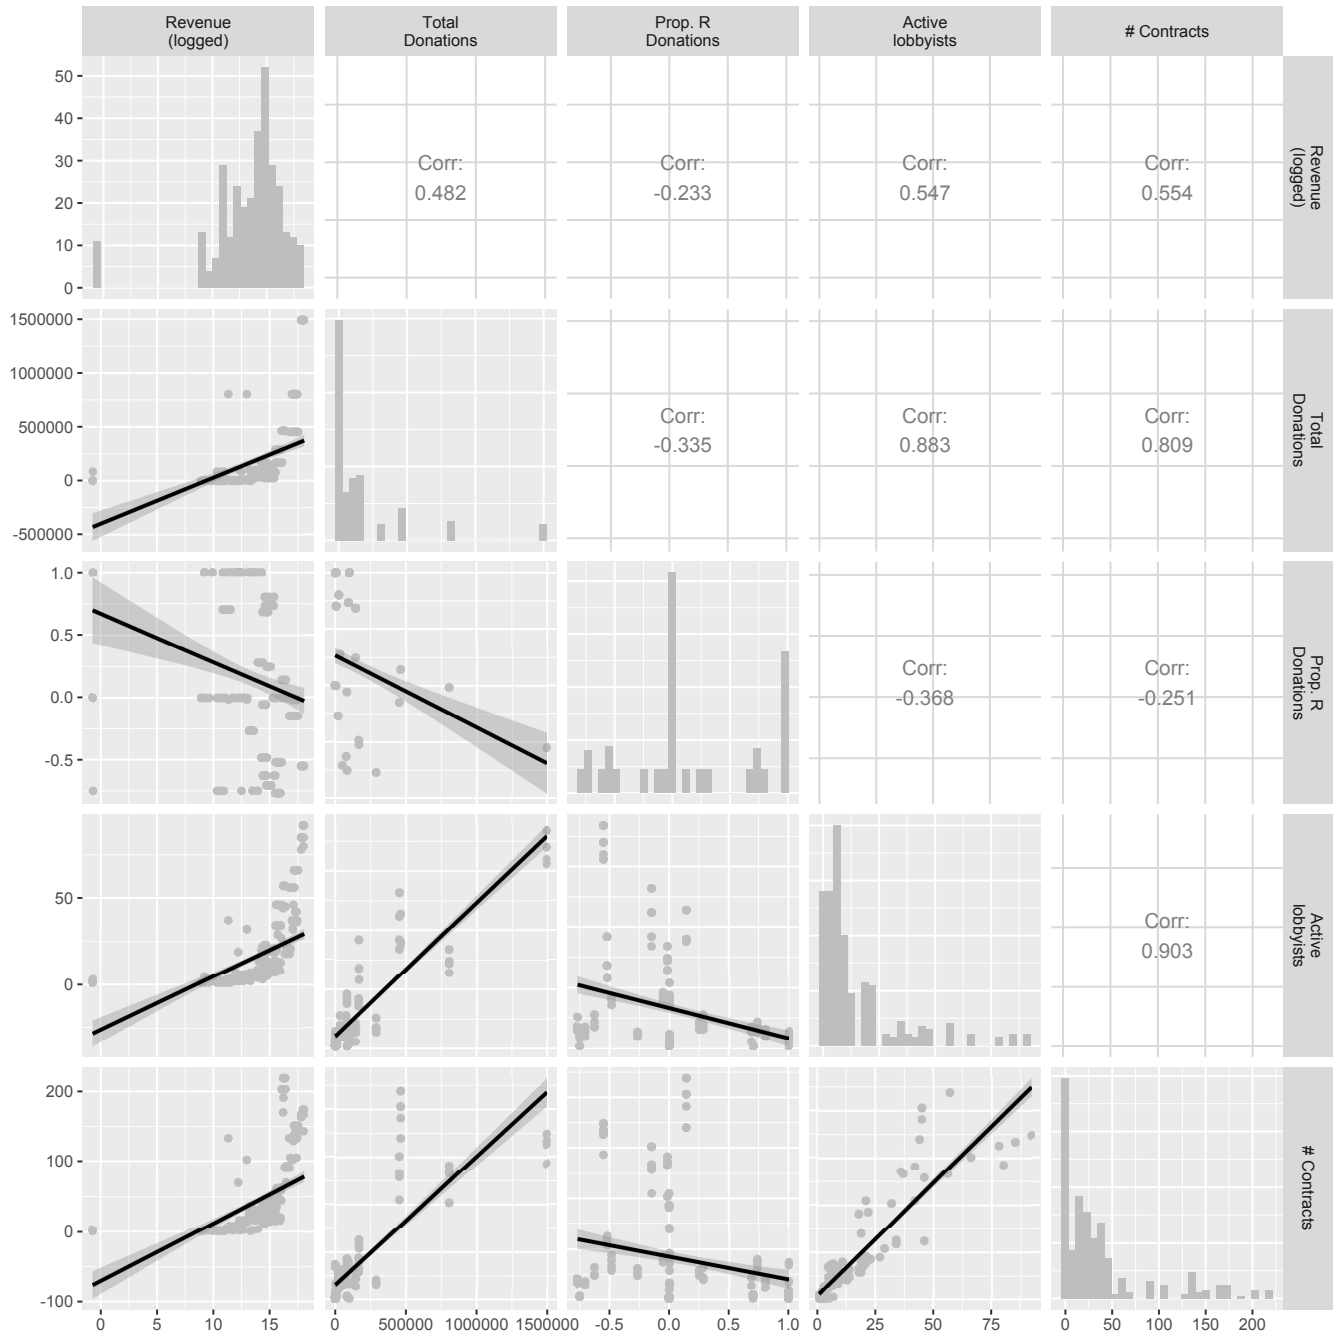 Revenue
(logged)
Total
Donations
Prop. R
Donations
Active
lobbyists
# Contracts
50
40
30
20
10
0
Corr:
0.482
Corr:
-0.233
Corr:
0.547
Corr:
0.554
Revenue
(logged)
1500000
1000000
500000
0
-500000
Corr:
-0.335
Corr:
0.883
Corr:
0.809
Total
Donations
1.0
0.5
0.0
-0.5
Corr:
-0.368
Corr:
-0.251
Prop. R
Donations
50
0
Corr:
0.903
Active
lobbyists
200
100
0
-100
# Contracts
0 5 10 15
0 500000 1000000 1500000
-0.5 0.0 0.5 1.0
0 25 50 75
0 50 100 150 200